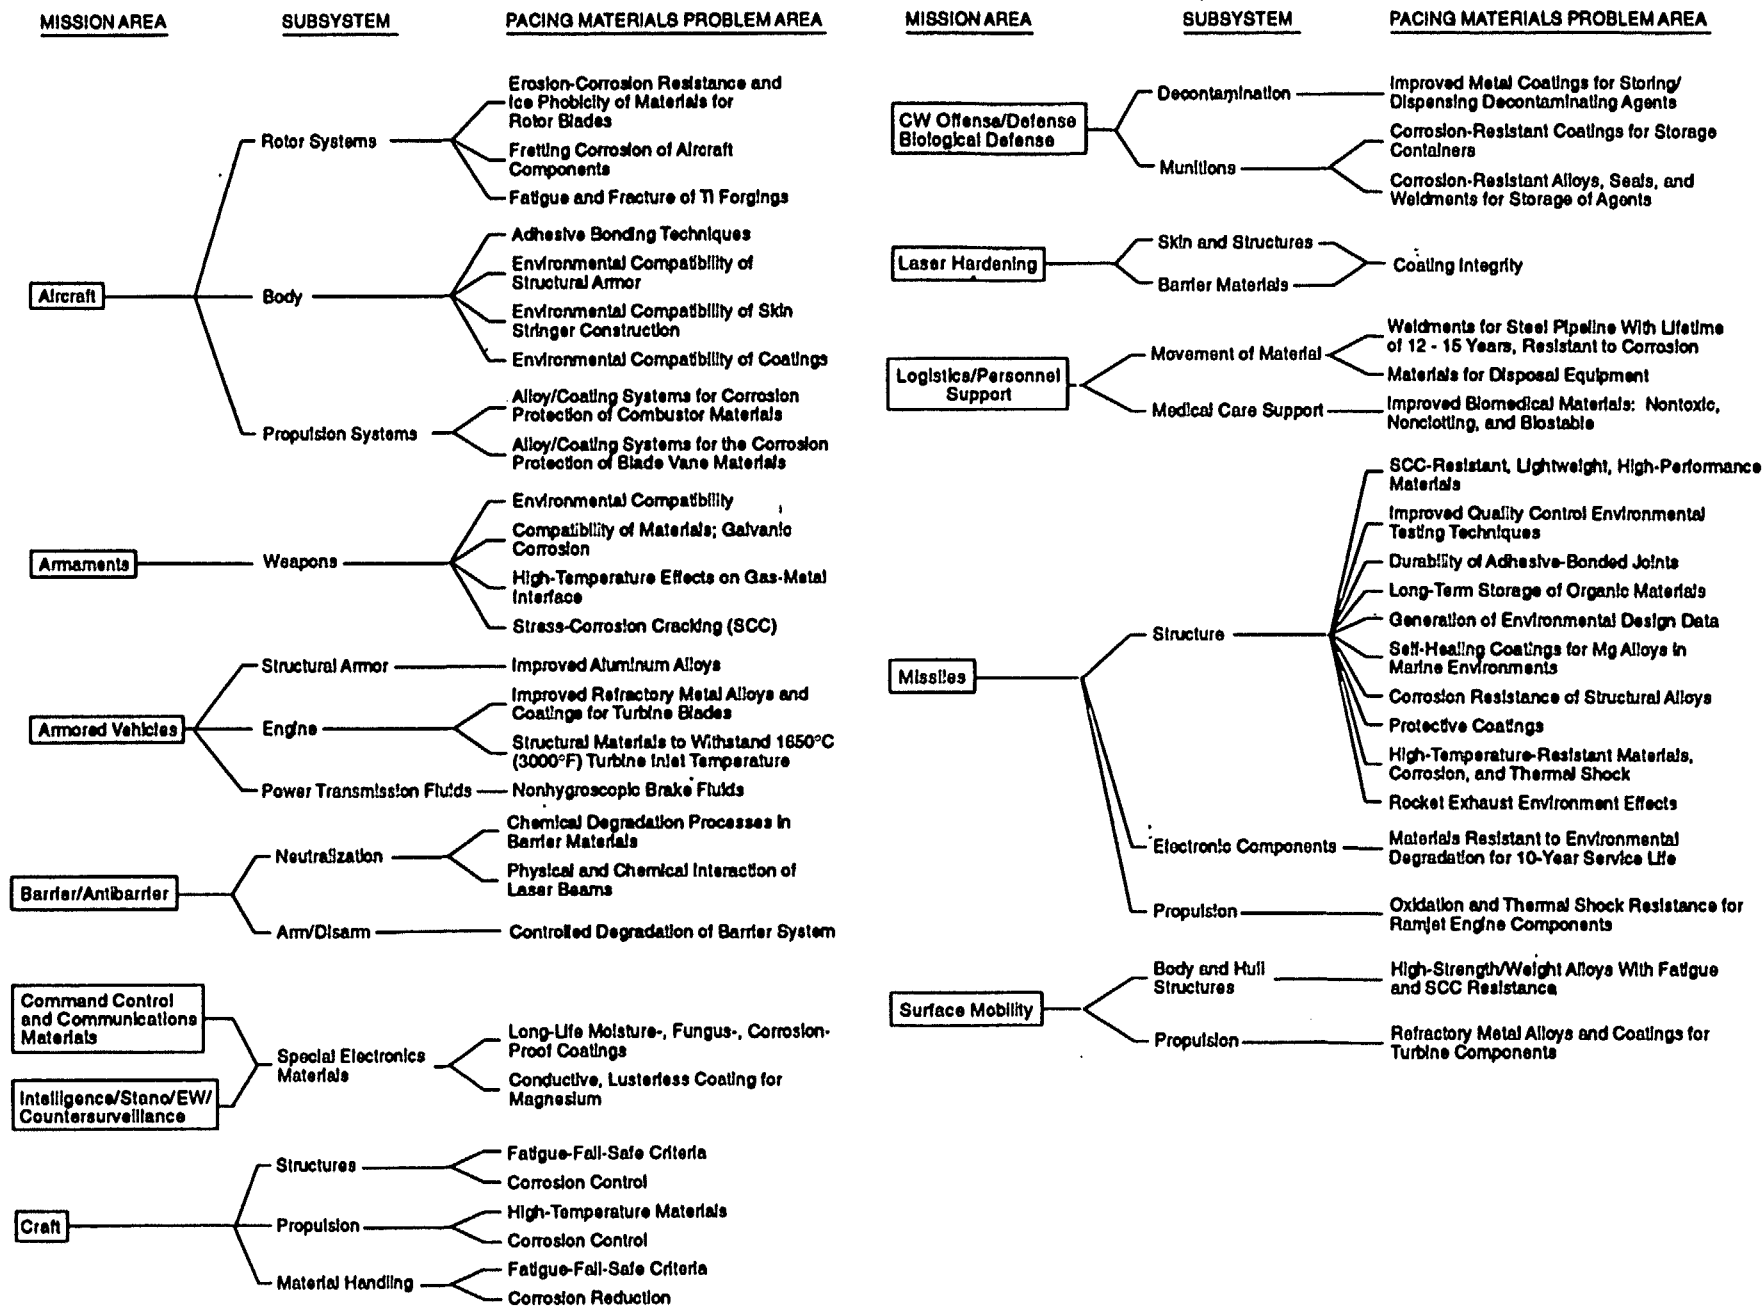 MISSION AREA
SUBSYSTEM
PACING MATERIALS PROBLEM AREA
Aircraft
Rotor Systems
Erosion-Corrosion Resistance and
Ice Phobicity of Materials for
Rotor Blades
Fretting Corrosion of Aircraft
Components
Fatigue and Fracture of Ti Forgings
Body
Adhesive Bonding Techniques
Environmental Compatibility of
Structural Armor
Environmental Compatibility of Skin
Stringer Construction
Environmental Compatibility of Coatings
Propulsion Systems
Alloy/Coating Systems for Corrosion
Protection of Combustor Materials
Alloy/Coating Systems for the Corrosion
Protection of Blade Vane Materials
Armaments
Weapons
Environmental Compatibility
Compatibility of Materials; Galvanic
Corrosion
High-Temperature Effects on Gas-Metal
Interface
Stress-Corrosion Cracking (SCC)
Armored Vehicles
Structural Armor
Improved Aluminum Alloys
Engine
Improved Refractory Metal Alloys and
Coatings for Turbine Blades
Structural Materials to Withstand 1650°C
(3000°F) Turbine Inlet Temperature
Power Transmission Fluids
Nonhygroscopic Brake Fluids
Barrier/Antibarrier
Neutralization
Chemical Degradation Processes in
Barrier Materials
Physical and Chemical Interaction of
Laser Beams
Arm/Disarm
Controlled Degradation of Barrier System
Command Control
and Communications
Materials
Intelligence/Stano/EW/
Countersurveillance
Special Electronics
Materials
Long-Life Moisture-, Fungus-, Corrosion-
Proof Coatings
Conductive, Lusterless Coating for
Magnesium
Craft
Structures
Fatigue-Fail-Safe Criteria
Corrosion Control
Propulsion
High-Temperature Materials
Corrosion Control
Material Handling
Fatigue-Fail-Safe Criteria
Corrosion Reduction
MISSION AREA
SUBSYSTEM
PACING MATERIALS PROBLEM AREA
CW Offense/Defense
Biological Defense
Decontamination
Improved Metal Coatings for Storing/
Dispensing Decontaminating Agents
Munitions
Corrosion-Resistant Coatings for Storage
Containers
Corrosion-Resistant Alloys, Seals, and
Weldments for Storage of Agents
Laser Hardening
Skin and Structures
Barrier Materials
Coating Integrity
Logistics/Personnel
Support
Movement of Material
Weldments for Steel Pipeline With Lifetime
of 12 - 15 Years, Resistant to Corrosion
Materials for Disposal Equipment
Medical Care Support
Improved Biomedical Materials: Nontoxic,
Nonclotting, and Biostable
Missiles
Structure
SCC-Resistant, Lightweight, High-Performance
Materials
Improved Quality Control Environmental
Testing Techniques
Durability of Adhesive-Bonded Joints
Long-Term Storage of Organic Materials
Generation of Environmental Design Data
Self-Healing Coatings for Mg Alloys in
Marine Environments
Corrosion Resistance of Structural Alloys
Protective Coatings
High-Temperature-Resistant Materials,
Corrosion, and Thermal Shock
Rocket Exhaust Environment Effects
Electronic Components
Materials Resistant to Environmental
Degradation for 10-Year Service Life
Propulsion
Oxidation and Thermal Shock Resistance for
Ramjet Engine Components
Surface Mobility
Body and Hull
Structures
High-Strength/Weight Alloys With Fatigue
and SCC Resistance
Propulsion
Refractory Metal Alloys and Coatings for
Turbine Components